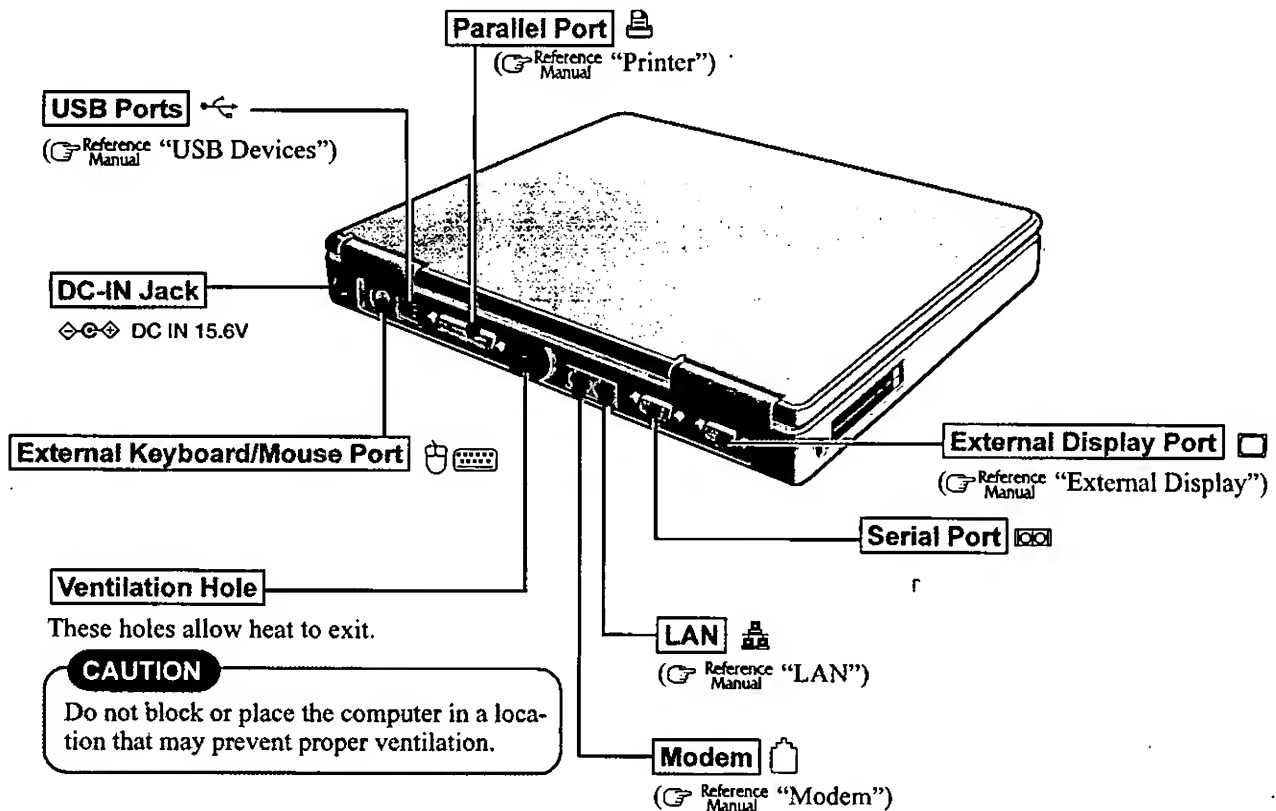 Parallel Port
(Reference Manual “Printer”)
USB Ports
(Reference Manual “USB Devices”)
DC-IN Jack
DC IN 15.6V
External Keyboard/Mouse Port
External Display Port
(Reference Manual “External Display”)
Serial Port
Ventilation Hole
These holes allow heat to exit.
CAUTION
Do not block or place the computer in a loca-
tion that may prevent proper ventilation.
LAN
(Reference Manual “LAN”)
Modem
(Reference Manual “Modem”)